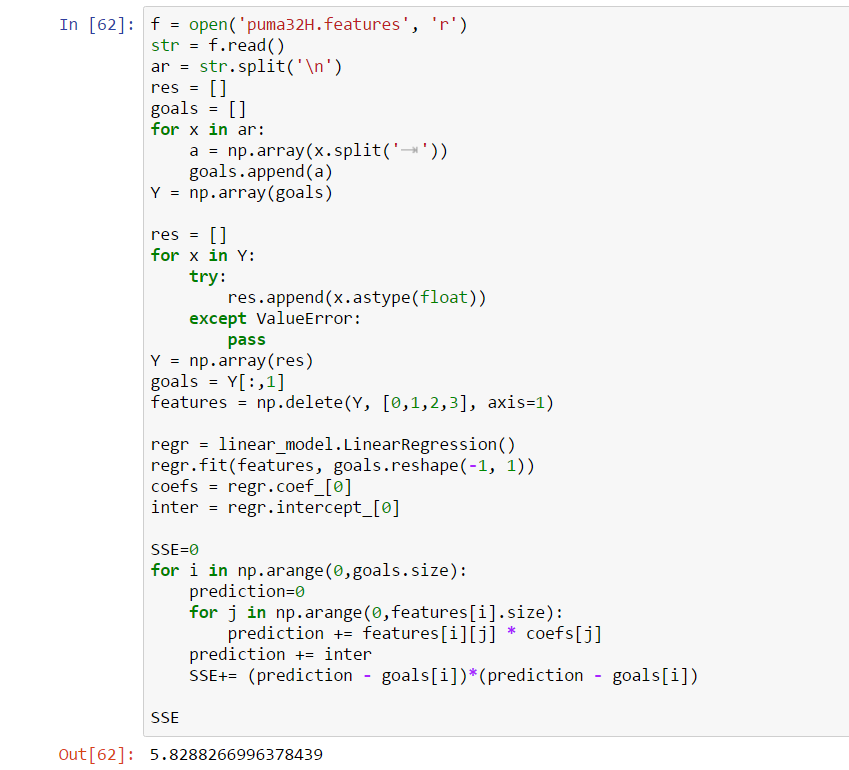 In [62]: f = open('puma32H.features', 'r')
str = f.read()
ar = str.split('\n')
res = []
goals = []
for x in ar:
    a = np.array(x.split('⇥'))
    goals.append(a)
Y = np.array(goals)

res = []
for x in Y:
    try:
        res.append(x.astype(float))
    except ValueError:
        pass
Y = np.array(res)
goals = Y[:,1]
features = np.delete(Y, [0,1,2,3], axis=1)

regr = linear_model.LinearRegression()
regr.fit(features, goals.reshape(-1, 1))
coefs = regr.coef_[0]
inter = regr.intercept_[0]

SSE=0
for i in np.arange(0,goals.size):
    prediction=0
    for j in np.arange(0,features[i].size):
        prediction += features[i][j] * coefs[j]
    prediction += inter
    SSE+= (prediction - goals[i])*(prediction - goals[i])

SSE
Out[62]: 5.8288266996378439